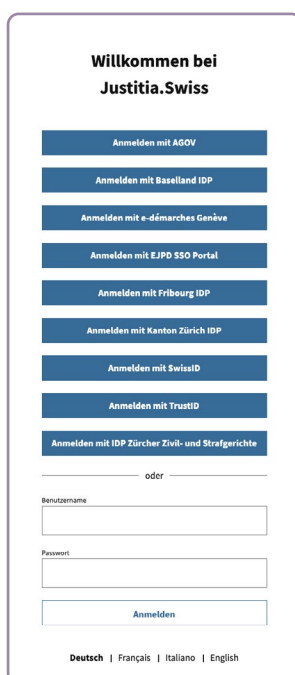 Willkommen bei
Justitia.Swiss
Anmelden mit AGOV
Anmelden mit Baselland IDP
Anmelden mit e-démarches Genève
Anmelden mit EJPD SSO Portal
Anmelden mit Fribourg IDP
Anmelden mit Kanton Zürich IDP
Anmelden mit SwissID
Anmelden mit TrustID
Anmelden mit IDP Zürcher Zivil- und Strafgerichte
oder
Benutzername
Passwort
Anmelden
Deutsch | Français | Italiano | English